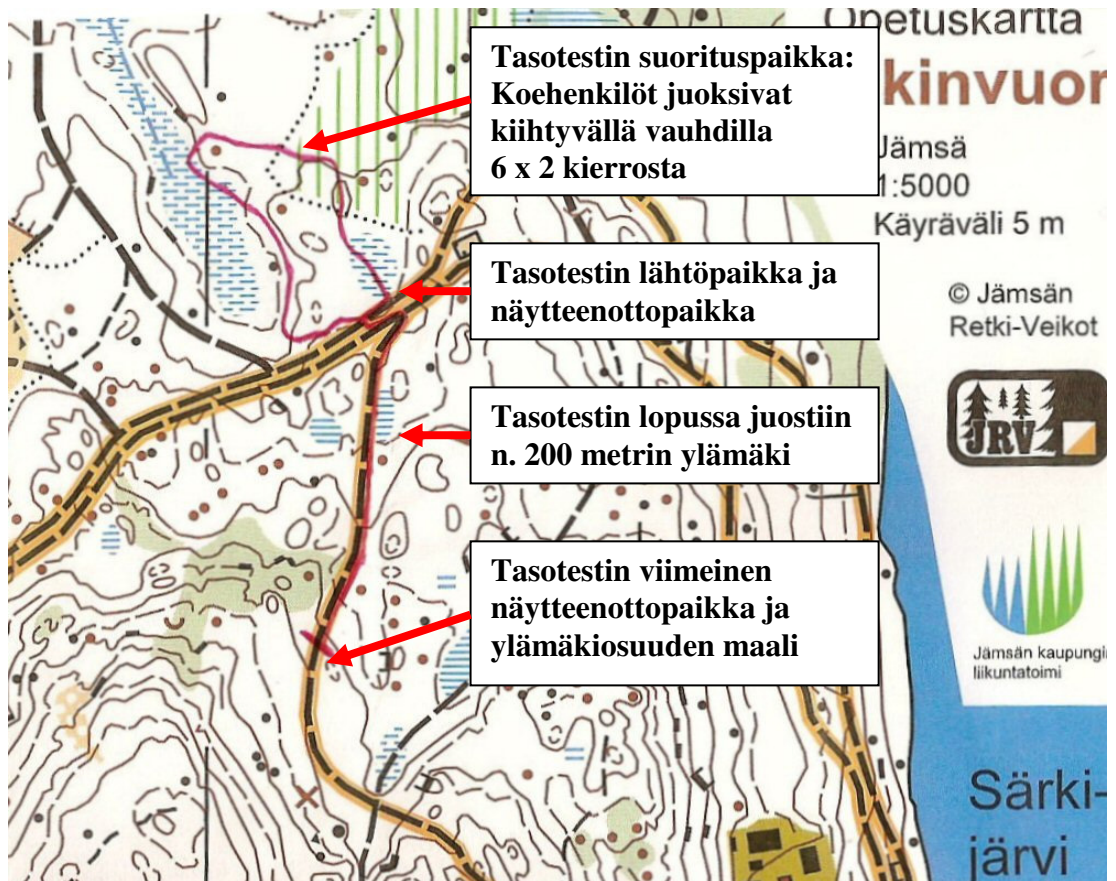 Opetuskartta
kinvuor
Jämsä
1:5000
Käyräväli 5 m
© Jämsän
Retki-Veikot
JRV
Jämsän kaupungin
liikuntatoimi
Särki-
järvi
Tasotestin suorituspaikka:
Koehenkilöt juoksivat
kiihtyvällä vauhdilla
6 x 2 kierrosta
Tasotestin lähtöpaikka ja
näytteenottopaikka
Tasotestin lopussa juostiin
n. 200 metrin ylämäki
Tasotestin viimeinen
näytteenottopaikka ja
ylämäkiosuuden maali